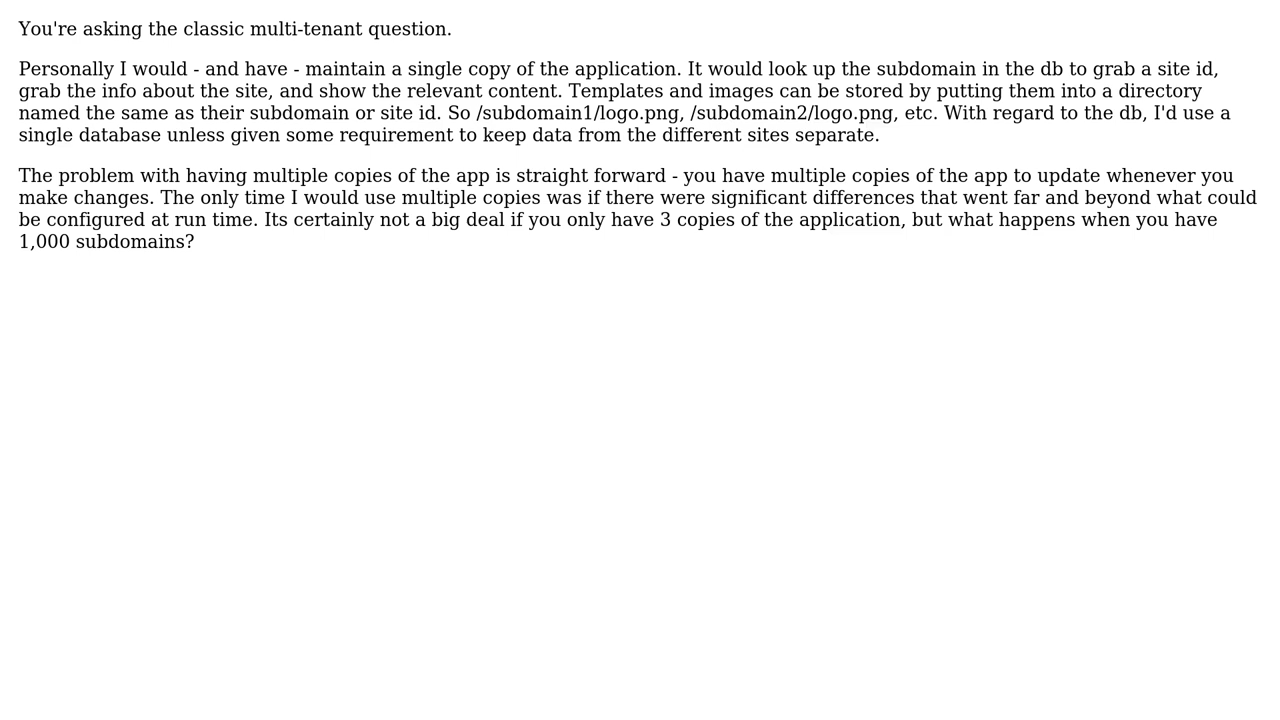 You're asking the classic multi-tenant question.
Personally I would - and have - maintain a single copy of the application. It would look up the subdomain in the db to grab a site id,
grab the info about the site, and show the relevant content. Templates and images can be stored by putting them into a directory
named the same as their subdomain or site id. So /subdomain1/logo.png, /subdomain2/logo.png, etc. With regard to the db, I'd use a
single database unless given some requirement to keep data from the different sites separate.
The problem with having multiple copies of the app is straight forward - you have multiple copies of the app to update whenever you
make changes. The only time I would use multiple copies was if there were significant differences that went far and beyond what could
be configured at run time. Its certainly not a big deal if you only have 3 copies of the application, but what happens when you have
1,000 subdomains?